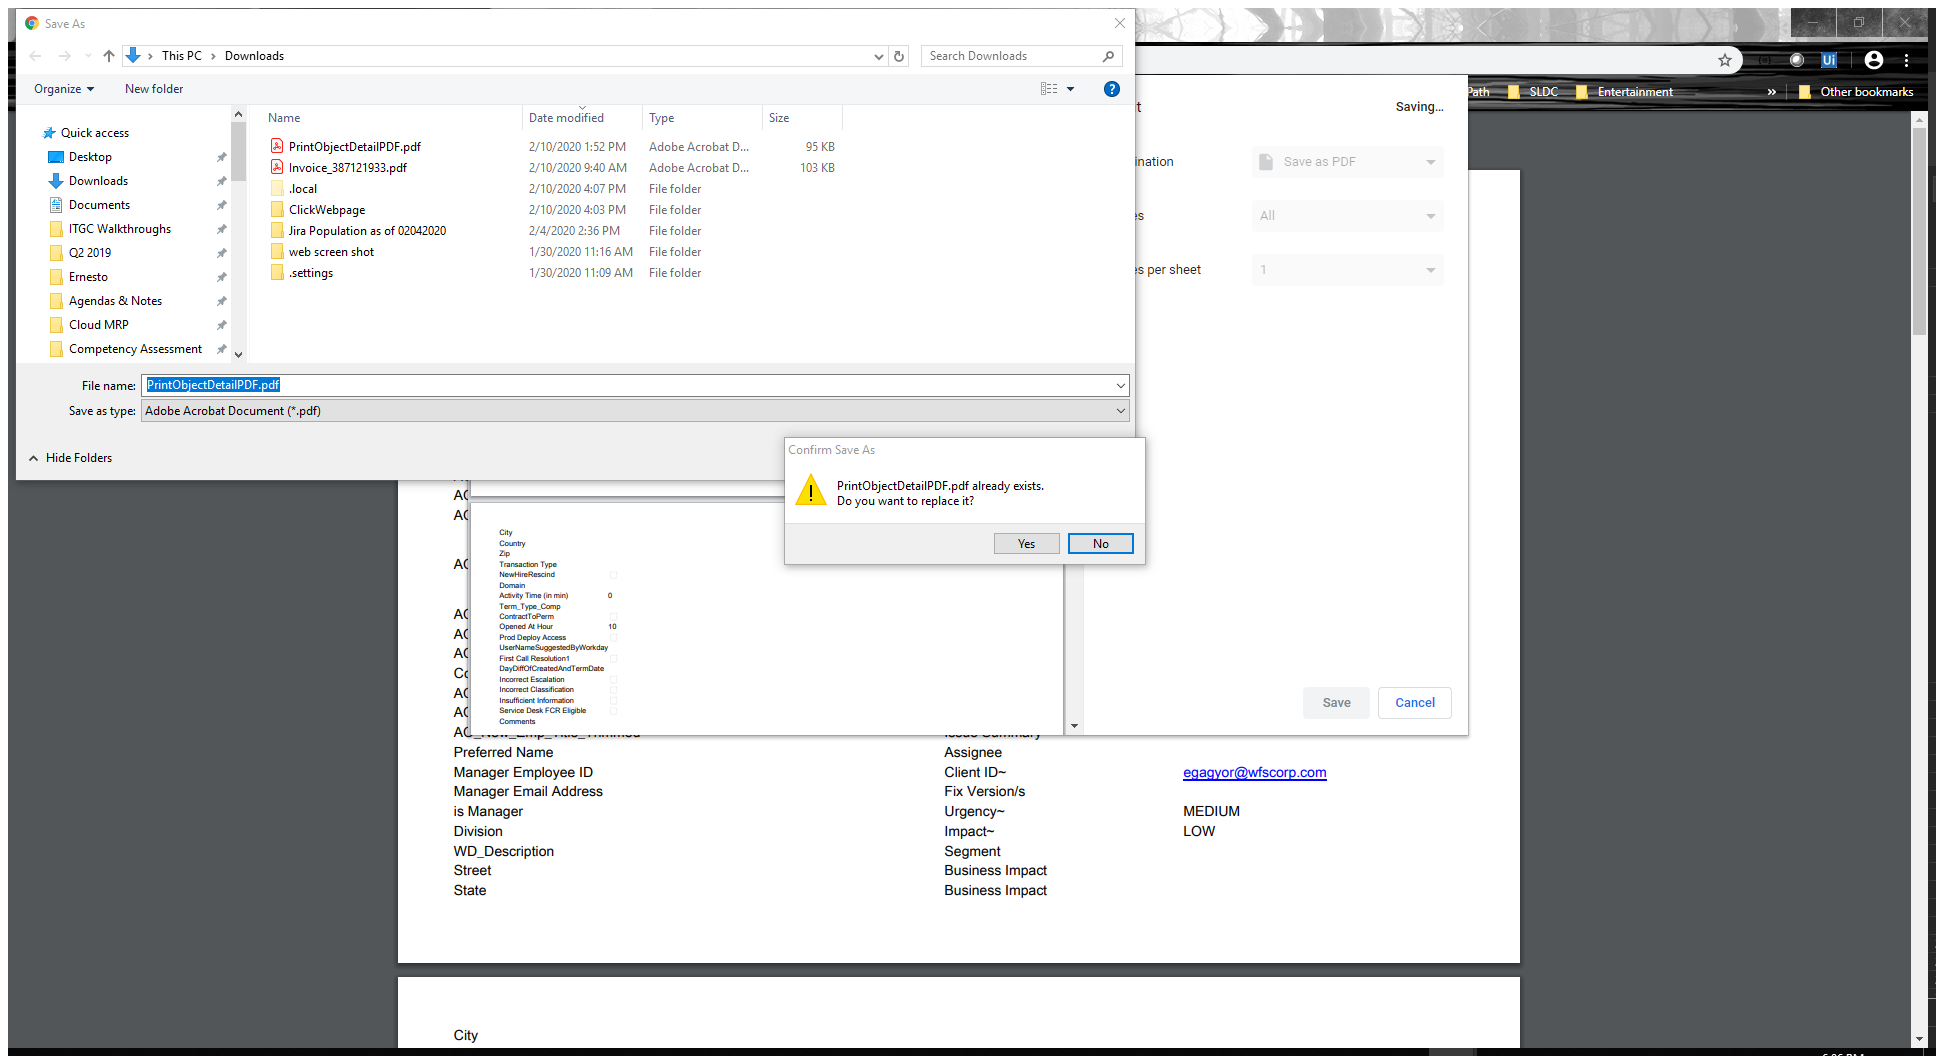 Save As
This PC > Downloads
Search Downloads
Organize
New folder
Quick access
Desktop
Downloads
Documents
ITGC Walkthroughs
Q2 2019
Ernesto
Agendas & Notes
Cloud MRP
Competency Assessment
Name Date modified Type Size
PrintObjectDetailPDF.pdf 2/10/2020 1:52 PM Adobe Acrobat D... 95 KB
Invoice_387121933.pdf 2/10/2020 9:40 AM Adobe Acrobat D... 103 KB
.local 2/10/2020 4:07 PM File folder
ClickWebpage 2/10/2020 4:03 PM File folder
Jira Population as of 02042020 2/4/2020 2:36 PM File folder
web screen shot 1/30/2020 11:16 AM File folder
.settings 1/30/2020 11:09 AM File folder
File name: PrintObjectDetailPDF.pdf
Save as type: Adobe Acrobat Document (*.pdf)
Hide Folders
Confirm Save As
PrintObjectDetailPDF.pdf already exists.
Do you want to replace it?
Yes No
Ui
Path SLDC Entertainment » Other bookmarks
t Saving...
ination Save as PDF
es All
es per sheet 1
Save Cancel
City
Country
Zip
Transaction Type
NewHireRescind
Domain
Activity Time (in min) 0
Term_Type_Comp
ContractToPerm
Opened At Hour 10
Prod Deploy Access
UserNameSuggestedByWorkday
First Call Resolution1
DayDiffOfCreatedAndTermDate
Incorrect Escalation
Incorrect Classification
Insufficient Information
Service Desk FCR Eligible
Comments
AC_New_Emp_Title_Trimmed Issue Summary
Preferred Name Assignee
Manager Employee ID Client ID~ egagyor@wfscorp.com
Manager Email Address Fix Version/s
is Manager Urgency~ MEDIUM
Division Impact~ LOW
WD_Description Segment
Street Business Impact
State Business Impact
City